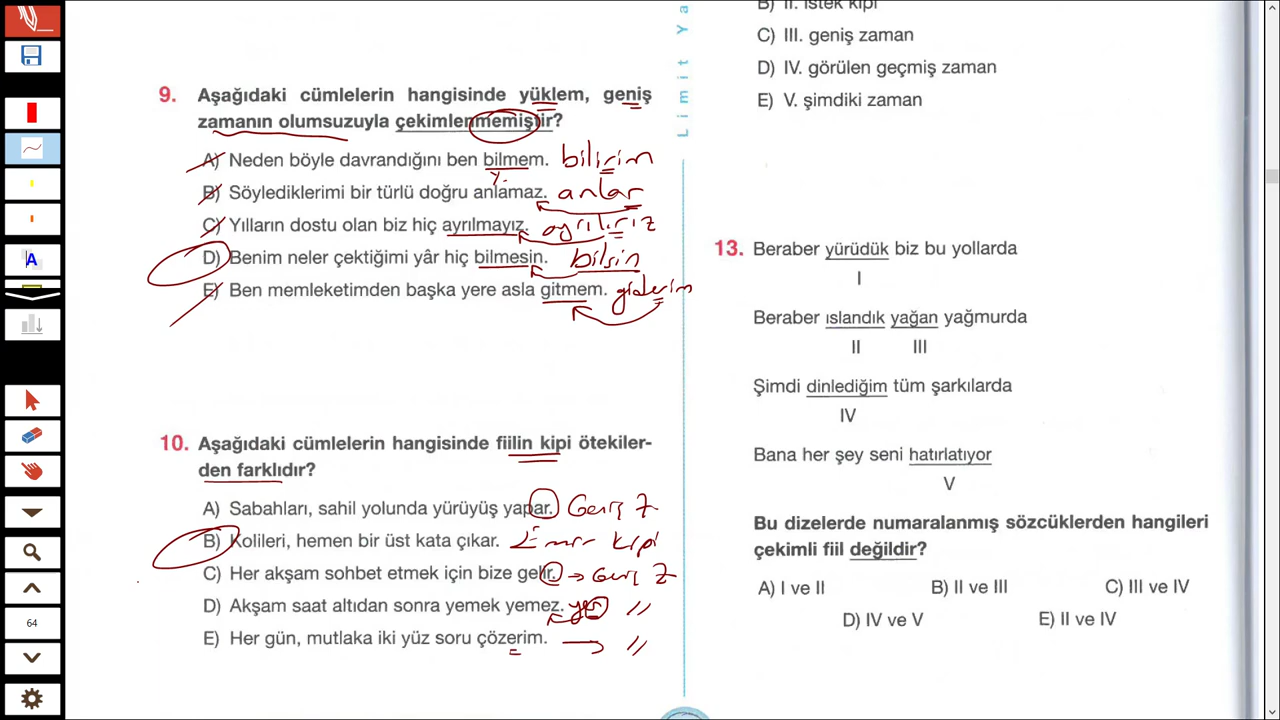 9. Aşağıdaki cümlelerin hangisinde yüklem, geniş
zamanın olumsuzuyla çekimlenmemiştir?
A) Neden böyle davrandığını ben bilmem. bilirim
B) Söylediklerimi bir türlü doğru anlamaz. anlar
C) Yılların dostu olan biz hiç ayrılmayız. ayrılırız
D) Benim neler çektiğimi yâr hiç bilmesin. bilsin
E) Ben memleketimden başka yere asla gitmem. giderim
10. Aşağıdaki cümlelerin hangisinde fiilin kipi ötekiler-
den farklıdır?
A) Sabahları, sahil yolunda yürüyüş yapar. Geniş Z
B) Kolileri, hemen bir üst kata çıkar. Emir kipi
C) Her akşam sohbet etmek için bize gelir. → Geniş Z
D) Akşam saat altıdan sonra yemek yemez. yer //
E) Her gün, mutlaka iki yüz soru çözerim. → //
64
Limit Ya
B) II. istek kipi
C) III. geniş zaman
D) IV. görülen geçmiş zaman
E) V. şimdiki zaman
13. Beraber yürüdük biz bu yollarda
I
Beraber ıslandık yağan yağmurda
II III
Şimdi dinlediğim tüm şarkılarda
IV
Bana her şey seni hatırlatıyor
V
Bu dizelerde numaralanmış sözcüklerden hangileri
çekimli fiil değildir?
A) I ve II B) II ve III C) III ve IV
D) IV ve V E) II ve IV